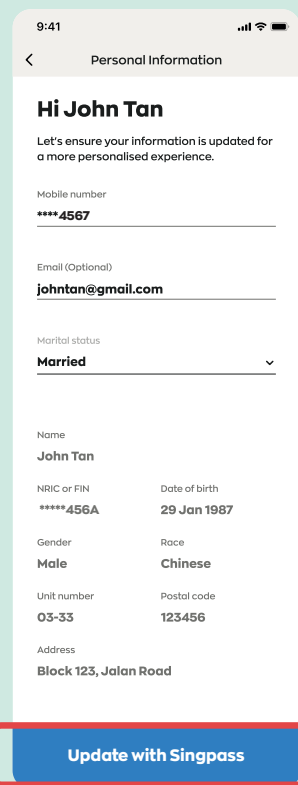 9:41
Personal Information
Hi John Tan
Let's ensure your information is updated for
a more personalised experience.
Mobile number
****4567
Email (Optional)
johntan@gmail.com
Marital status
Married
Name
John Tan
NRIC or FIN Date of birth
*****456A 29 Jan 1987
Gender Race
Male Chinese
Unit number Postal code
03-33 123456
Address
Block 123, Jalan Road
Update with Singpass